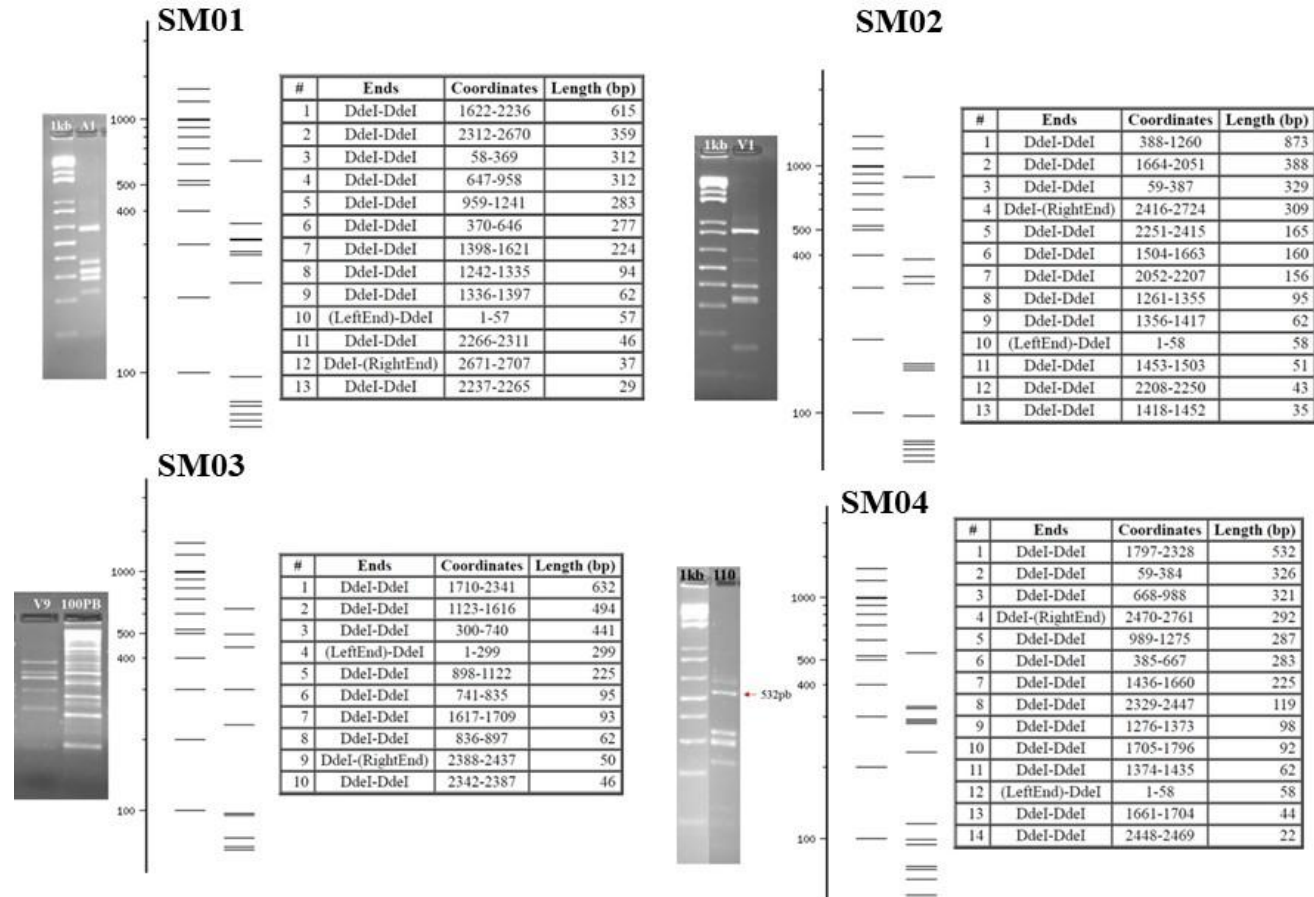 SM01
1kb A1
1000
500
400
100
# Ends Coordinates Length (bp)
1 DdeI-DdeI 1622-2236 615
2 DdeI-DdeI 2312-2670 359
3 DdeI-DdeI 58-369 312
4 DdeI-DdeI 647-958 312
5 DdeI-DdeI 959-1241 283
6 DdeI-DdeI 370-646 277
7 DdeI-DdeI 1398-1621 224
8 DdeI-DdeI 1242-1335 94
9 DdeI-DdeI 1336-1397 62
10 (LeftEnd)-DdeI 1-57 57
11 DdeI-DdeI 2266-2311 46
12 DdeI-(RightEnd) 2671-2707 37
13 DdeI-DdeI 2237-2265 29
SM02
1kb V1
1000
500
400
100
# Ends Coordinates Length (bp)
1 DdeI-DdeI 388-1260 873
2 DdeI-DdeI 1664-2051 388
3 DdeI-DdeI 59-387 329
4 DdeI-(RightEnd) 2416-2724 309
5 DdeI-DdeI 2251-2415 165
6 DdeI-DdeI 1504-1663 160
7 DdeI-DdeI 2052-2207 156
8 DdeI-DdeI 1261-1355 95
9 DdeI-DdeI 1356-1417 62
10 (LeftEnd)-DdeI 1-58 58
11 DdeI-DdeI 1453-1503 51
12 DdeI-DdeI 2208-2250 43
13 DdeI-DdeI 1418-1452 35
SM03
V9 100PB
1000
500
400
100
# Ends Coordinates Length (bp)
1 DdeI-DdeI 1710-2341 632
2 DdeI-DdeI 1123-1616 494
3 DdeI-DdeI 300-740 441
4 (LeftEnd)-DdeI 1-299 299
5 DdeI-DdeI 898-1122 225
6 DdeI-DdeI 741-835 95
7 DdeI-DdeI 1617-1709 93
8 DdeI-DdeI 836-897 62
9 DdeI-(RightEnd) 2388-2437 50
10 DdeI-DdeI 2342-2387 46
SM04
1kb 110
532pb
1000
500
400
100
# Ends Coordinates Length (bp)
1 DdeI-DdeI 1797-2328 532
2 DdeI-DdeI 59-384 326
3 DdeI-DdeI 668-988 321
4 DdeI-(RightEnd) 2470-2761 292
5 DdeI-DdeI 989-1275 287
6 DdeI-DdeI 385-667 283
7 DdeI-DdeI 1436-1660 225
8 DdeI-DdeI 2329-2447 119
9 DdeI-DdeI 1276-1373 98
10 DdeI-DdeI 1705-1796 92
11 DdeI-DdeI 1374-1435 62
12 (LeftEnd)-DdeI 1-58 58
13 DdeI-DdeI 1661-1704 44
14 DdeI-DdeI 2448-2469 22